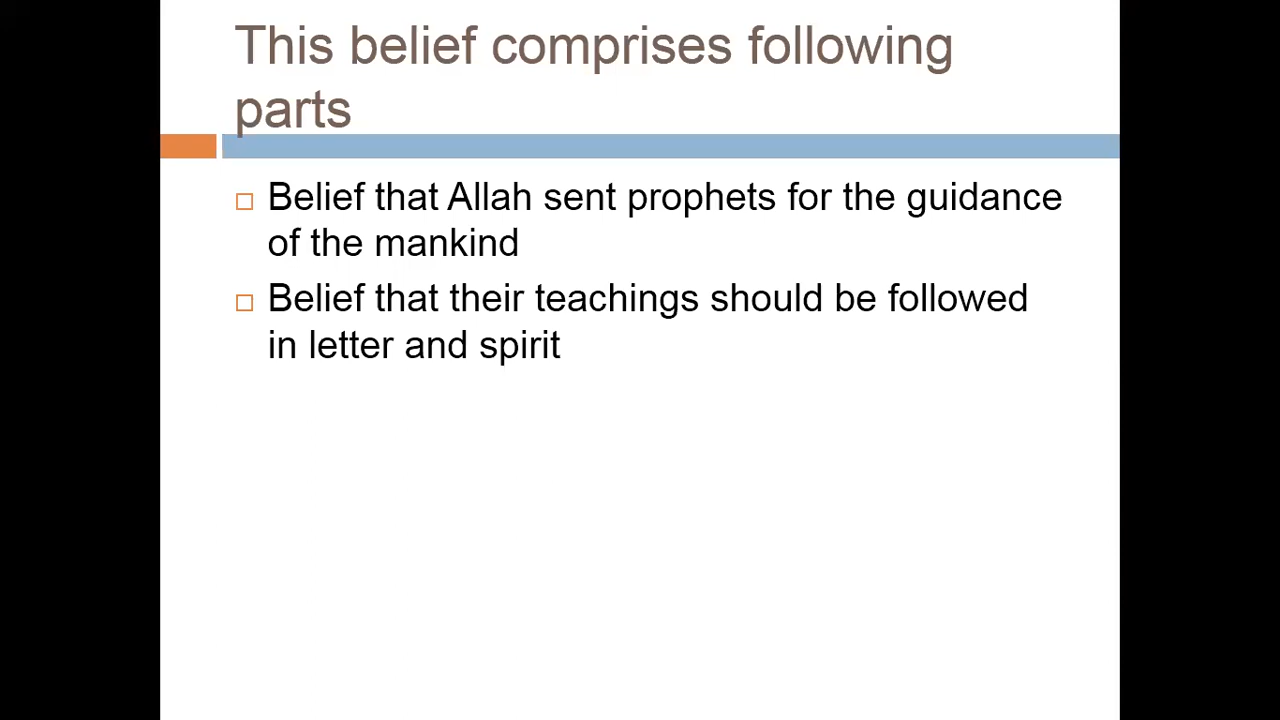 This belief comprises following
parts
Belief that Allah sent prophets for the guidance
of the mankind
Belief that their teachings should be followed
in letter and spirit